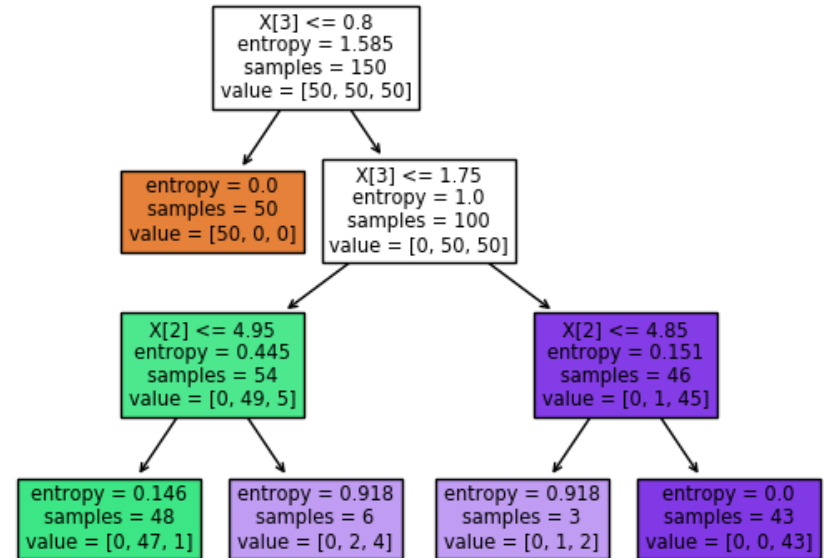 X[3] <= 0.8
entropy = 1.585
samples = 150
value = [50, 50, 50]
entropy = 0.0
samples = 50
value = [50, 0, 0]
X[3] <= 1.75
entropy = 1.0
samples = 100
value = [0, 50, 50]
X[2] <= 4.95
entropy = 0.445
samples = 54
value = [0, 49, 5]
X[2] <= 4.85
entropy = 0.151
samples = 46
value = [0, 1, 45]
entropy = 0.146
samples = 48
value = [0, 47, 1]
entropy = 0.918
samples = 6
value = [0, 2, 4]
entropy = 0.918
samples = 3
value = [0, 1, 2]
entropy = 0.0
samples = 43
value = [0, 0, 43]